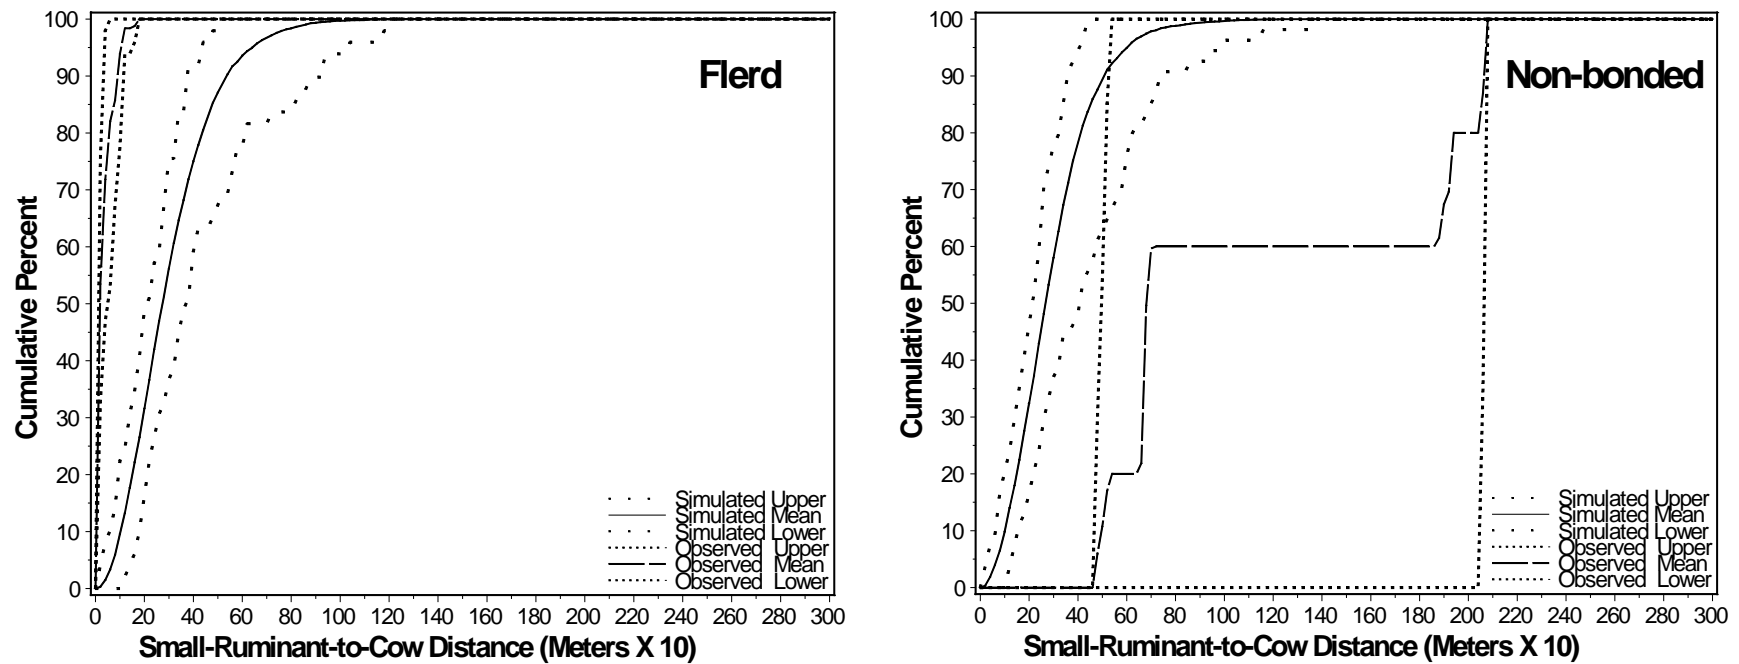 100
90
80
70
60
50
40
30
20
10
0
Cumulative Percent
Flerd
Simulated Upper
Simulated Mean
Simulated Lower
Observed Upper
Observed Mean
Observed Lower
0 20 40 60 80 100 120 140 160 180 200 220 240 260 280 300
Small-Ruminant-to-Cow Distance (Meters X 10)
100
90
80
70
60
50
40
30
20
10
0
Cumulative Percent
Non-bonded
Simulated Upper
Simulated Mean
Simulated Lower
Observed Upper
Observed Mean
Observed Lower
0 20 40 60 80 100 120 140 160 180 200 220 240 260 280 300
Small-Ruminant-to-Cow Distance (Meters X 10)